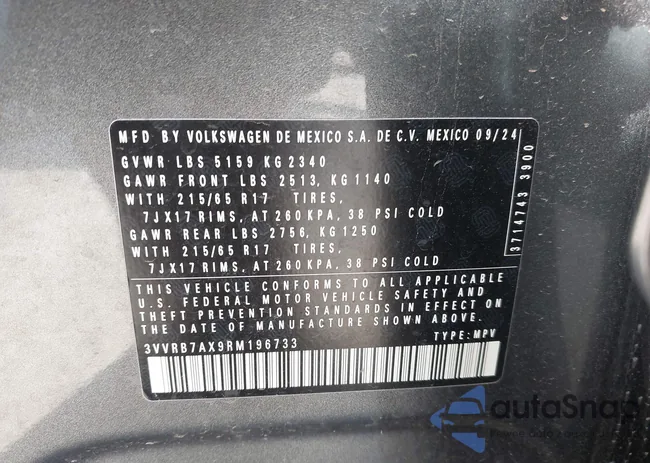 MFD BY VOLKSWAGEN DE MEXICO S.A. DE C.V. MEXICO 09/24
GVWR LBS 5159 KG 2340
GAWR FRONT LBS 2513, KG 1140
WITH 215/65 R17 TIRES,
7JX17 RIMS, AT 260 KPA, 38 PSI COLD
GAWR REAR LBS 2756, KG 1250
WITH 215/65 R17 TIRES,
7JX17 RIMS, AT 260 KPA, 38 PSI COLD
3714743 3900
THIS VEHICLE CONFORMS TO ALL APPLICABLE
U.S. FEDERAL MOTOR VEHICLE SAFETY AND
THEFT PREVENTION STANDARDS IN EFFECT ON
THE DATE OF MANUFACTURE SHOWN ABOVE.
3VVRB7AX9RM196733 TYPE: MPV
autoSnap